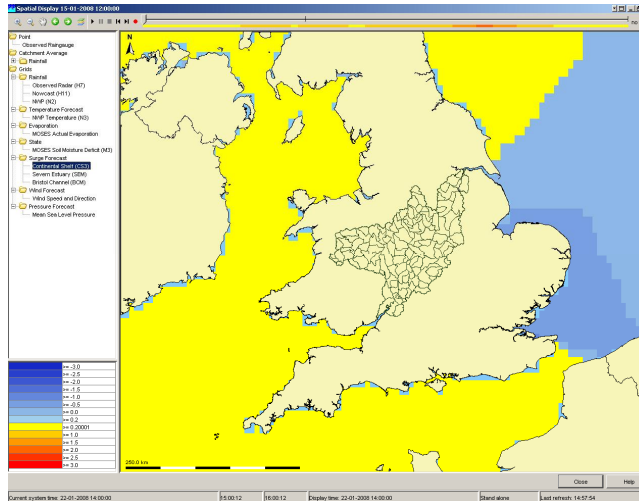 Spatial Display 15-01-2008 12:00:00
no
Point
Observed Raingauge
Catchment Average
Rainfall
Grids
Rainfall
Observed Radar (H7)
Nowcast (H11)
NWP (N2)
Temperature Forecast
NWP Temperature (N3)
Evaporation
MOSES Actual Evaporation
State
MOSES Soil Moisture Deficit (M3)
Surge Forecast
Continental Shelf (CS3)
Severn Estuary (SEM)
Bristol Channel (BCM)
Wind Forecast
Wind Speed and Direction
Pressure Forecast
Mean Sea Level Pressure
N
>= -3.0
>= -2.5
>= -2.0
>= -1.5
>= -1.0
>= -0.5
>= 0.0
>= 0.2
>= 0.20001
>= 1.0
>= 1.5
>= 2.0
>= 2.5
>= 3.0
250.0 km
Close
Help
Current system time: 22-01-2008 14:00:00
15:00:12
16:00:12
Display time: 22-01-2008 14:00:00
Stand alone
Last refresh: 14:57:54